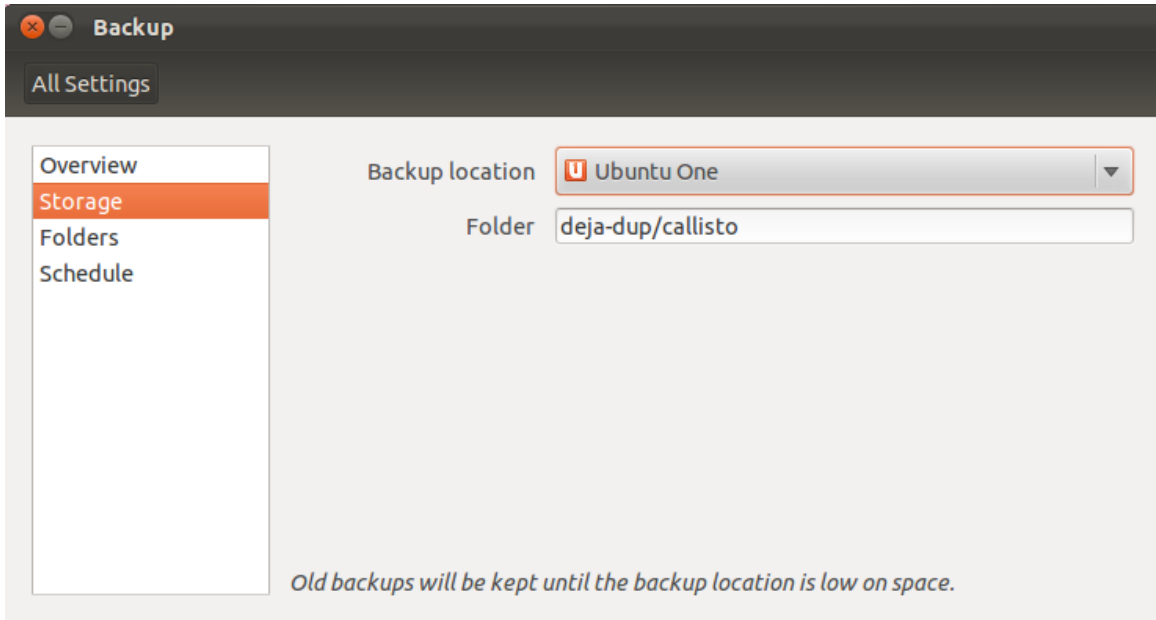 Backup
All Settings
Overview
Storage
Folders
Schedule
Backup location Ubuntu One
Folder deja-dup/callisto
Old backups will be kept until the backup location is low on space.